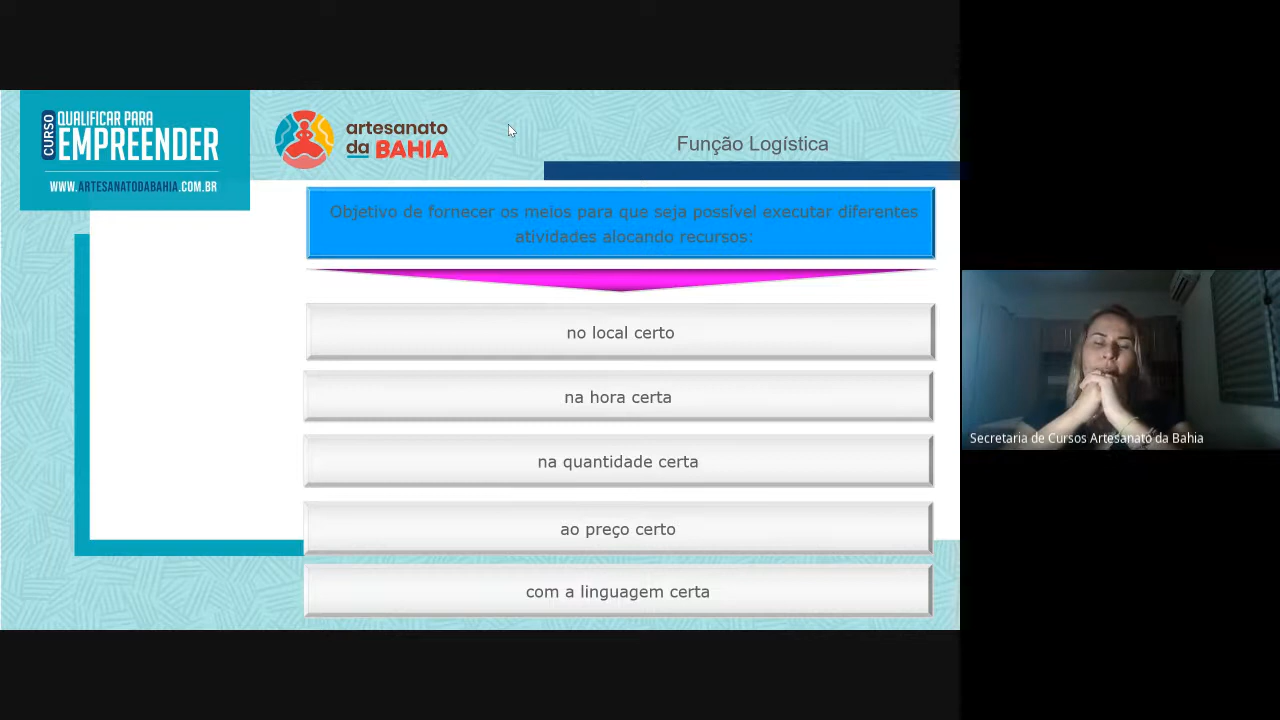 CURSO
QUALIFICAR PARA
EMPREENDER
WWW.ARTESANATODABAHIA.COM.BR
artesanato
da BAHIA
Função Logística
Objetivo de fornecer os meios para que seja possível executar diferentes
atividades alocando recursos:
no local certo
na hora certa
na quantidade certa
ao preço certo
com a linguagem certa
Secretaria de Cursos Artesanato da Bahia